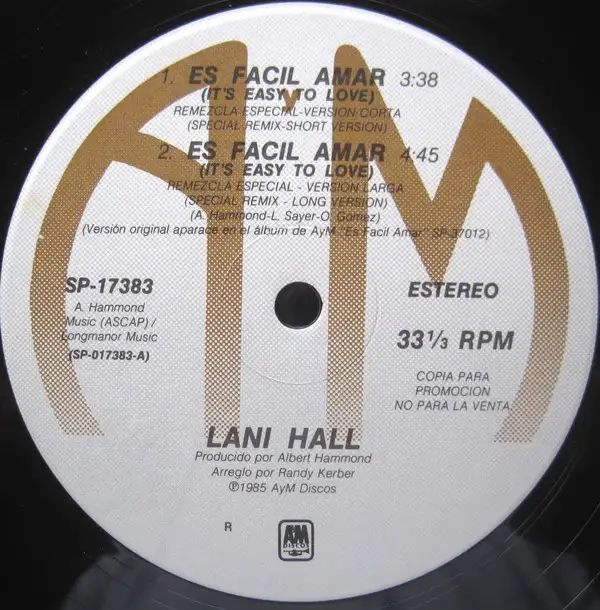 1. ES FACIL AMAR 3:38
(IT'S EASY TO LOVE)
REMEZCLA ESPECIAL-VERSION CORTA
(SPECIAL REMIX-SHORT VERSION)
2. ES FACIL AMAR 4:45
(IT'S EASY TO LOVE)
REMEZCLA ESPECIAL - VERSION LARGA
(SPECIAL REMIX - LONG VERSION)
(A. Hammond-L. Sayer-O. Gomez)
(Versión original aparace en el álbum de AyM "Es Facil Amar" SP-37012)
SP-17383
A. Hammond
Music (ASCAP) /
Longmanor Music
(SP-017383-A)
ESTEREO
33 1/3 RPM
COPIA PARA
PROMOCION
NO PARA LA VENTA
LANI HALL
Producido por Albert Hammond
Arreglo por Randy Kerber
℗1985 AyM Discos
R
A&M
DISCOS
AyM